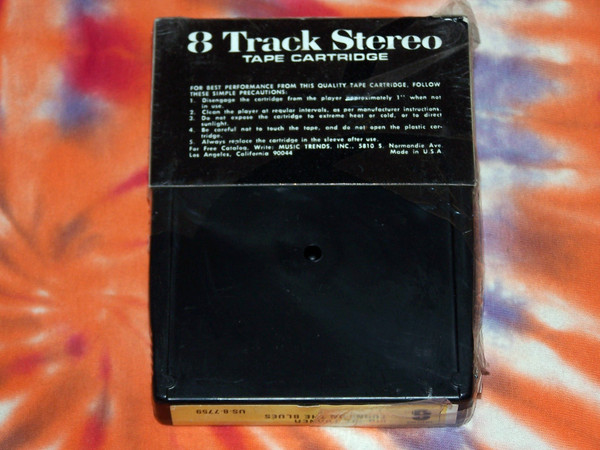 8 Track Stereo
TAPE CARTRIDGE
FOR BEST PERFORMANCE FROM THIS QUALITY TAPE CARTRIDGE, FOLLOW
THESE SIMPLE PRECAUTIONS:
1. Disengage the cartridge from the player approximately 1" when not
in use.
2. Clean the player at regular intervals, as per manufacturer instructions.
3. Do not expose the cartridge to extreme heat or cold, or to direct
sunlight.
4. Be careful not to touch the tape, and do not open the plastic car-
tridge.
5. Always replace the cartridge in the sleeve after use.
For Free Catalog, Write: MUSIC TRENDS, INC., 5810 S. Normandie Ave.
Los Angeles, California 90044 Made in U.S.A.
THE BLUES
US-8-7759